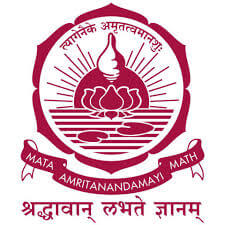 त्यागेनैके अमृतत्वमानशुः
MATA AMRITANANDAMAYI MATH
श्रद्धावान् लभते ज्ञानम्